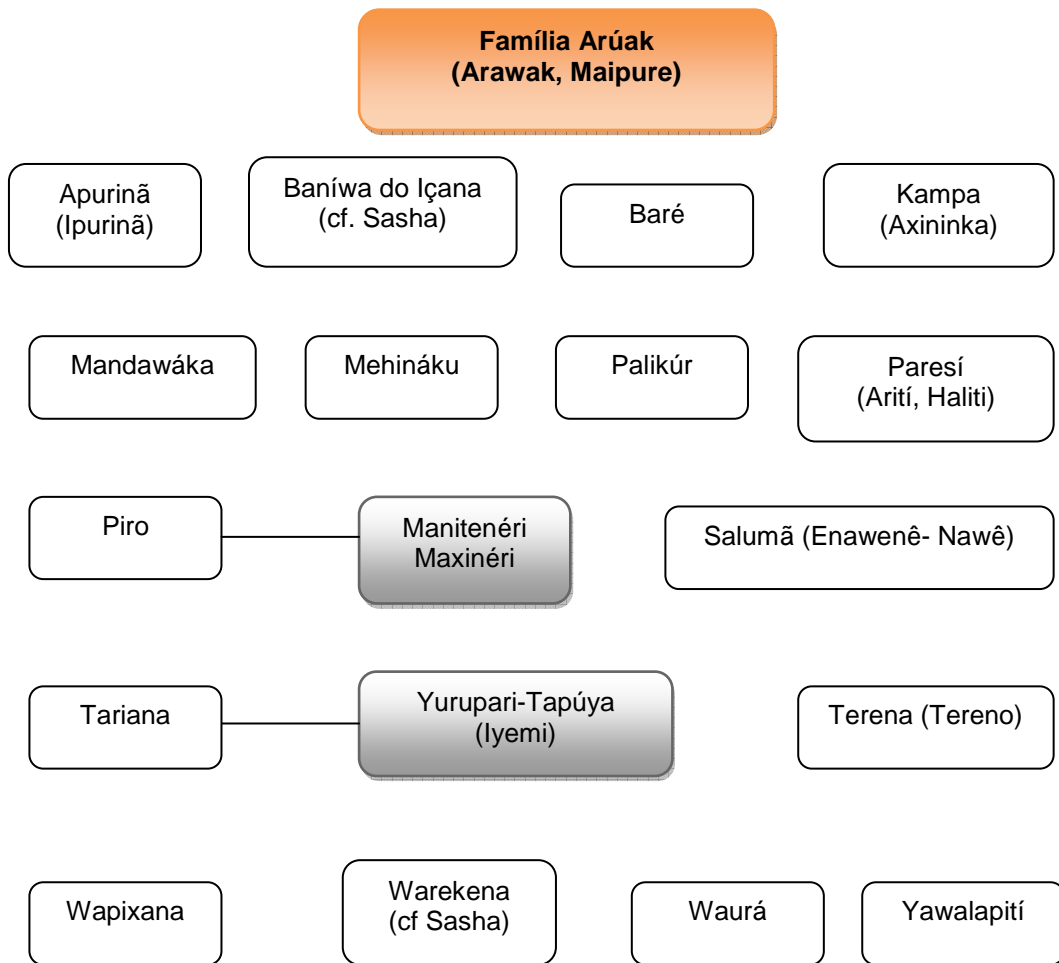 Família Arúak
(Arawak, Maipure)
Apurinã
(Ipurinã)
Baníwa do Içana
(cf. Sasha)
Baré
Kampa
(Axininka)
Mandawáka
Mehináku
Palikúr
Paresí
(Arití, Haliti)
Piro
Manitenéri
Maxinéri
Salumã (Enawenê- Nawê)
Tariana
Yurupari-Tapúya
(Iyemi)
Terena (Tereno)
Wapixana
Warekena
(cf Sasha)
Waurá
Yawalapití